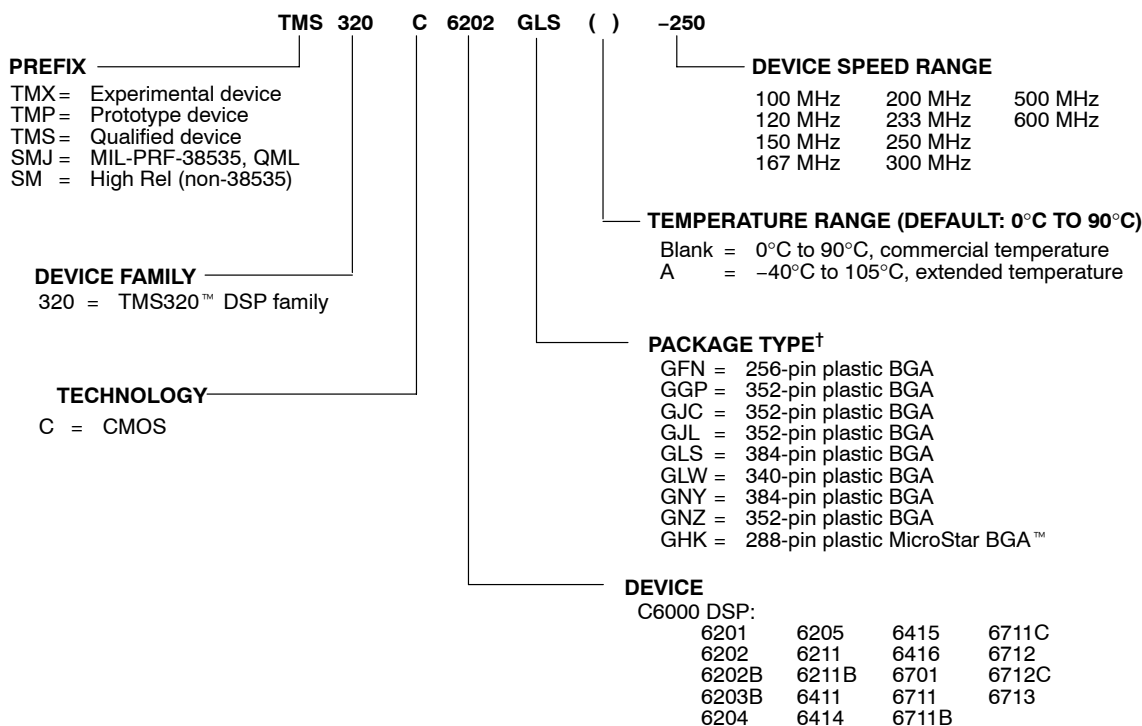 TMS 320 C 6202 GLS ( ) −250
PREFIX
TMX = Experimental device
TMP = Prototype device
TMS = Qualified device
SMJ = MIL-PRF-38535, QML
SM = High Rel (non-38535)
DEVICE SPEED RANGE
100 MHz 200 MHz 500 MHz
120 MHz 233 MHz 600 MHz
150 MHz 250 MHz
167 MHz 300 MHz
TEMPERATURE RANGE (DEFAULT: 0°C TO 90°C)
Blank = 0°C to 90°C, commercial temperature
A = −40°C to 105°C, extended temperature
DEVICE FAMILY
320 = TMS320™ DSP family
PACKAGE TYPE†
GFN = 256-pin plastic BGA
GGP = 352-pin plastic BGA
GJC = 352-pin plastic BGA
GJL = 352-pin plastic BGA
GLS = 384-pin plastic BGA
GLW = 340-pin plastic BGA
GNY = 384-pin plastic BGA
GNZ = 352-pin plastic BGA
GHK = 288-pin plastic MicroStar BGA™
TECHNOLOGY
C = CMOS
DEVICE
C6000 DSP:
6201 6205 6415 6711C
6202 6211 6416 6712
6202B 6211B 6701 6712C
6203B 6411 6711 6713
6204 6414 6711B